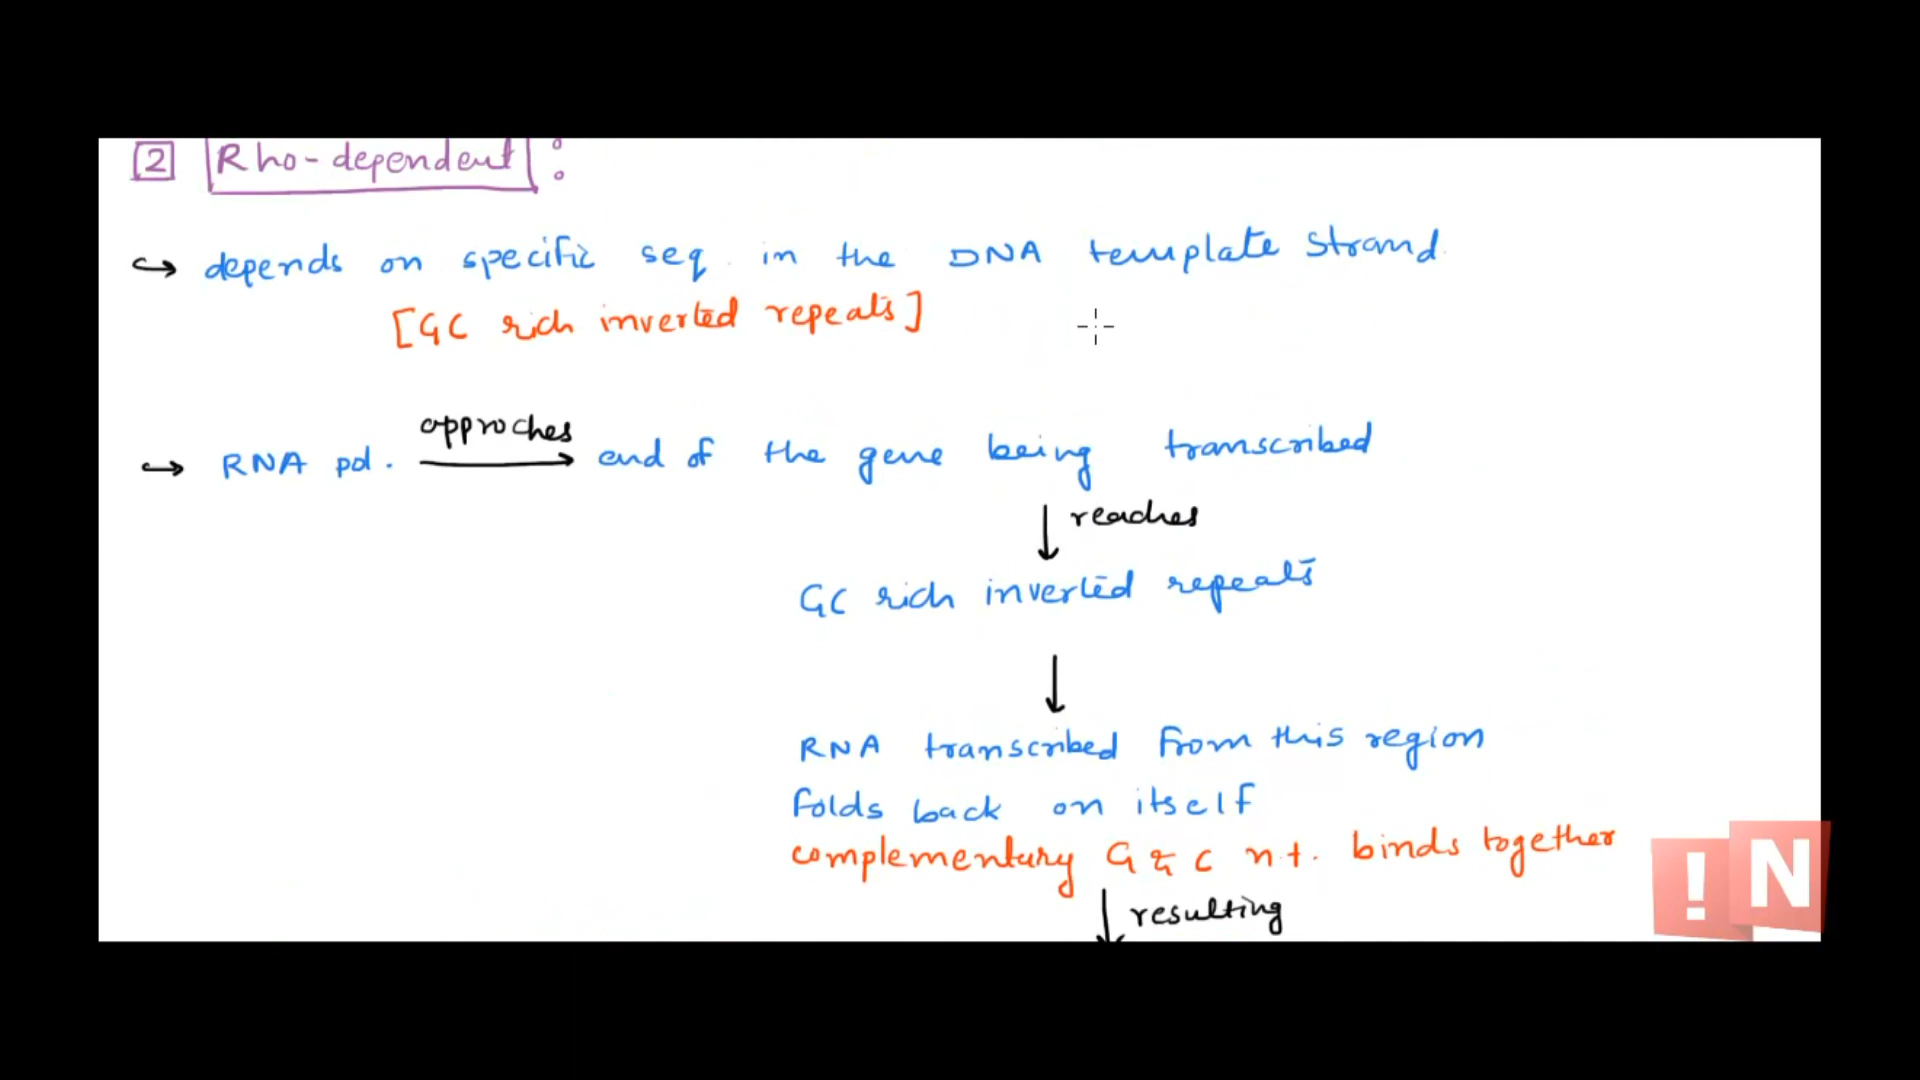 2 Rho-dependent :
↪ depends on specific seq. in the DNA template strand.
[GC rich inverted repeats]
↪ RNA pol. approches → end of the gene being transcribed
↓ reaches
GC rich inverted repeats
↓
RNA transcribed from this region
folds back on itself
complementary G & C n.t. binds together
↓ resulting
! N